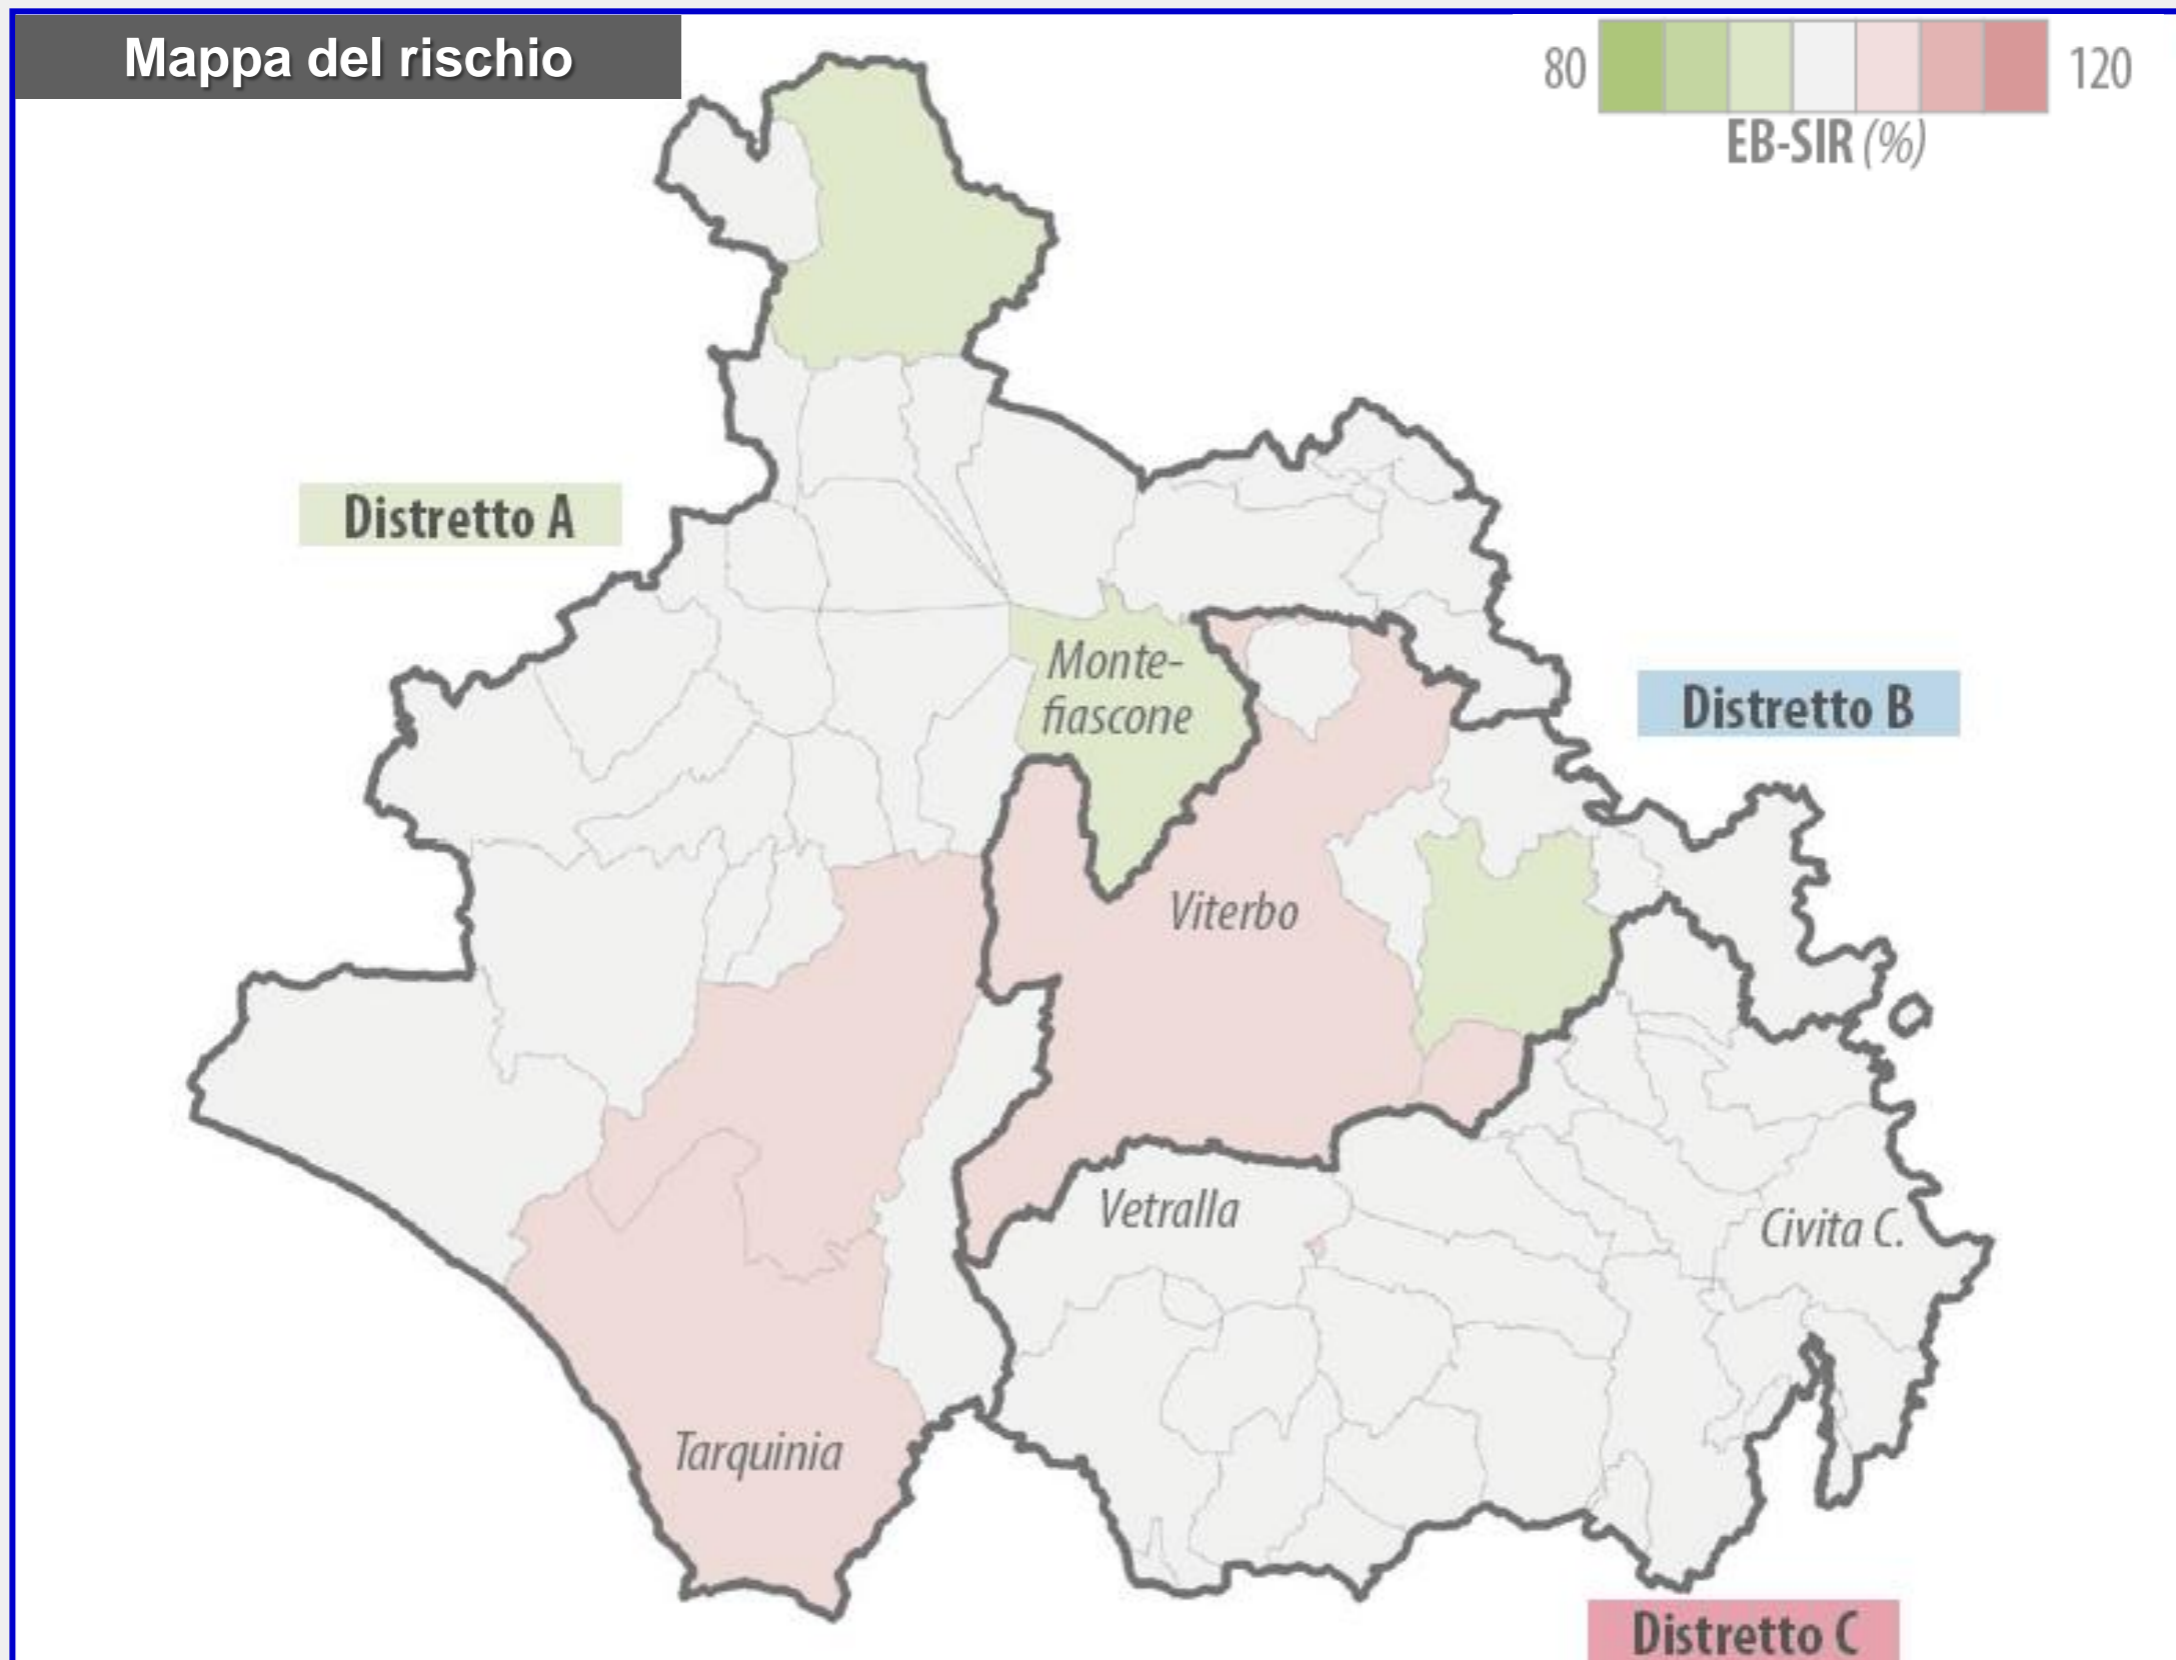 Mappa del rischio
80
120
EB-SIR (%)
Distretto A
Monte-
fiascone
Distretto B
Viterbo
Vetralla
Civita C.
Tarquinia
Distretto C